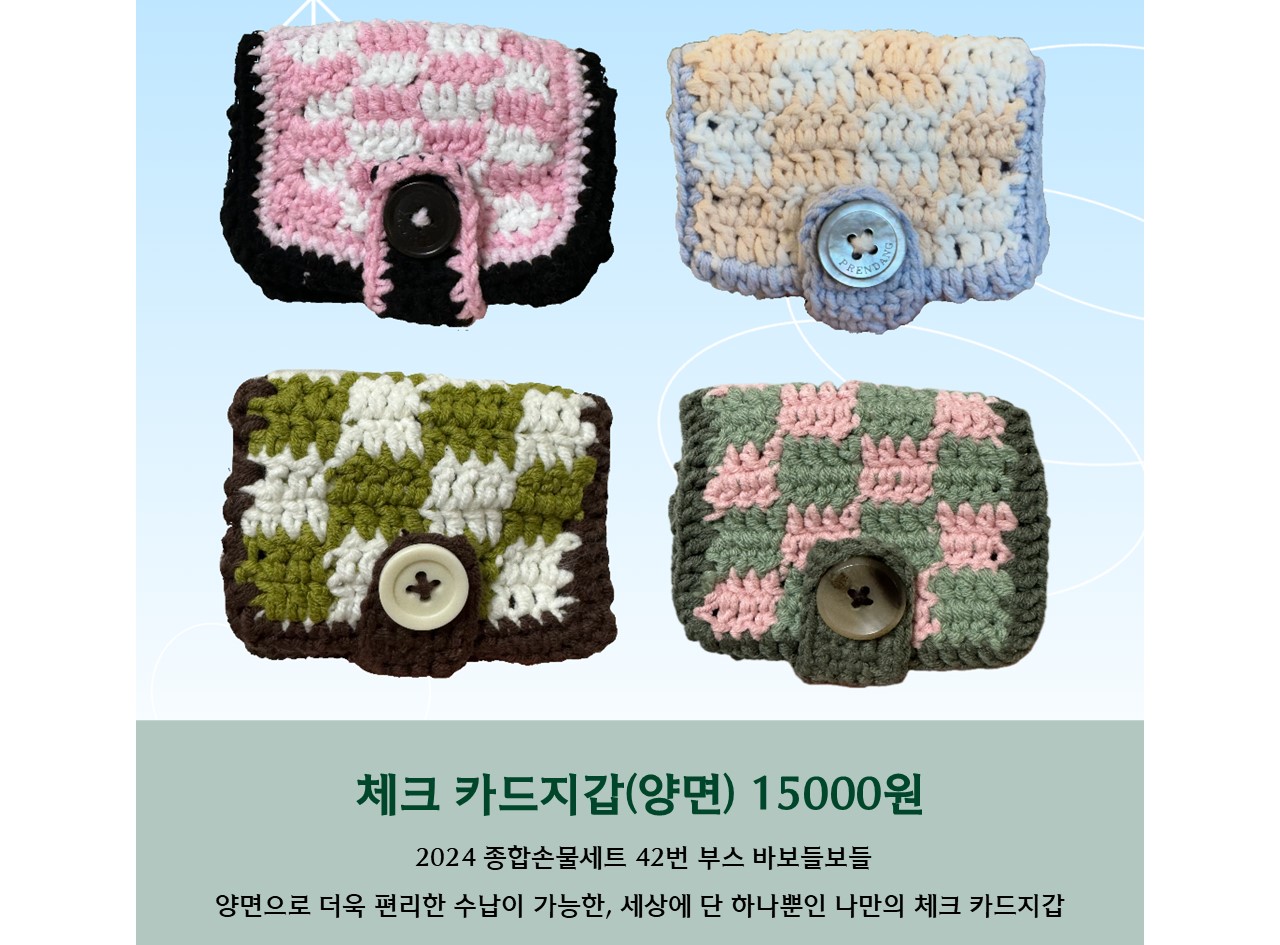 PRENDANG
체크 카드지갑(양면) 15000원
2024 종합손물세트 42번 부스 바보들보들
양면으로 더욱 편리한 수납이 가능한, 세상에 단 하나뿐인 나만의 체크 카드지갑